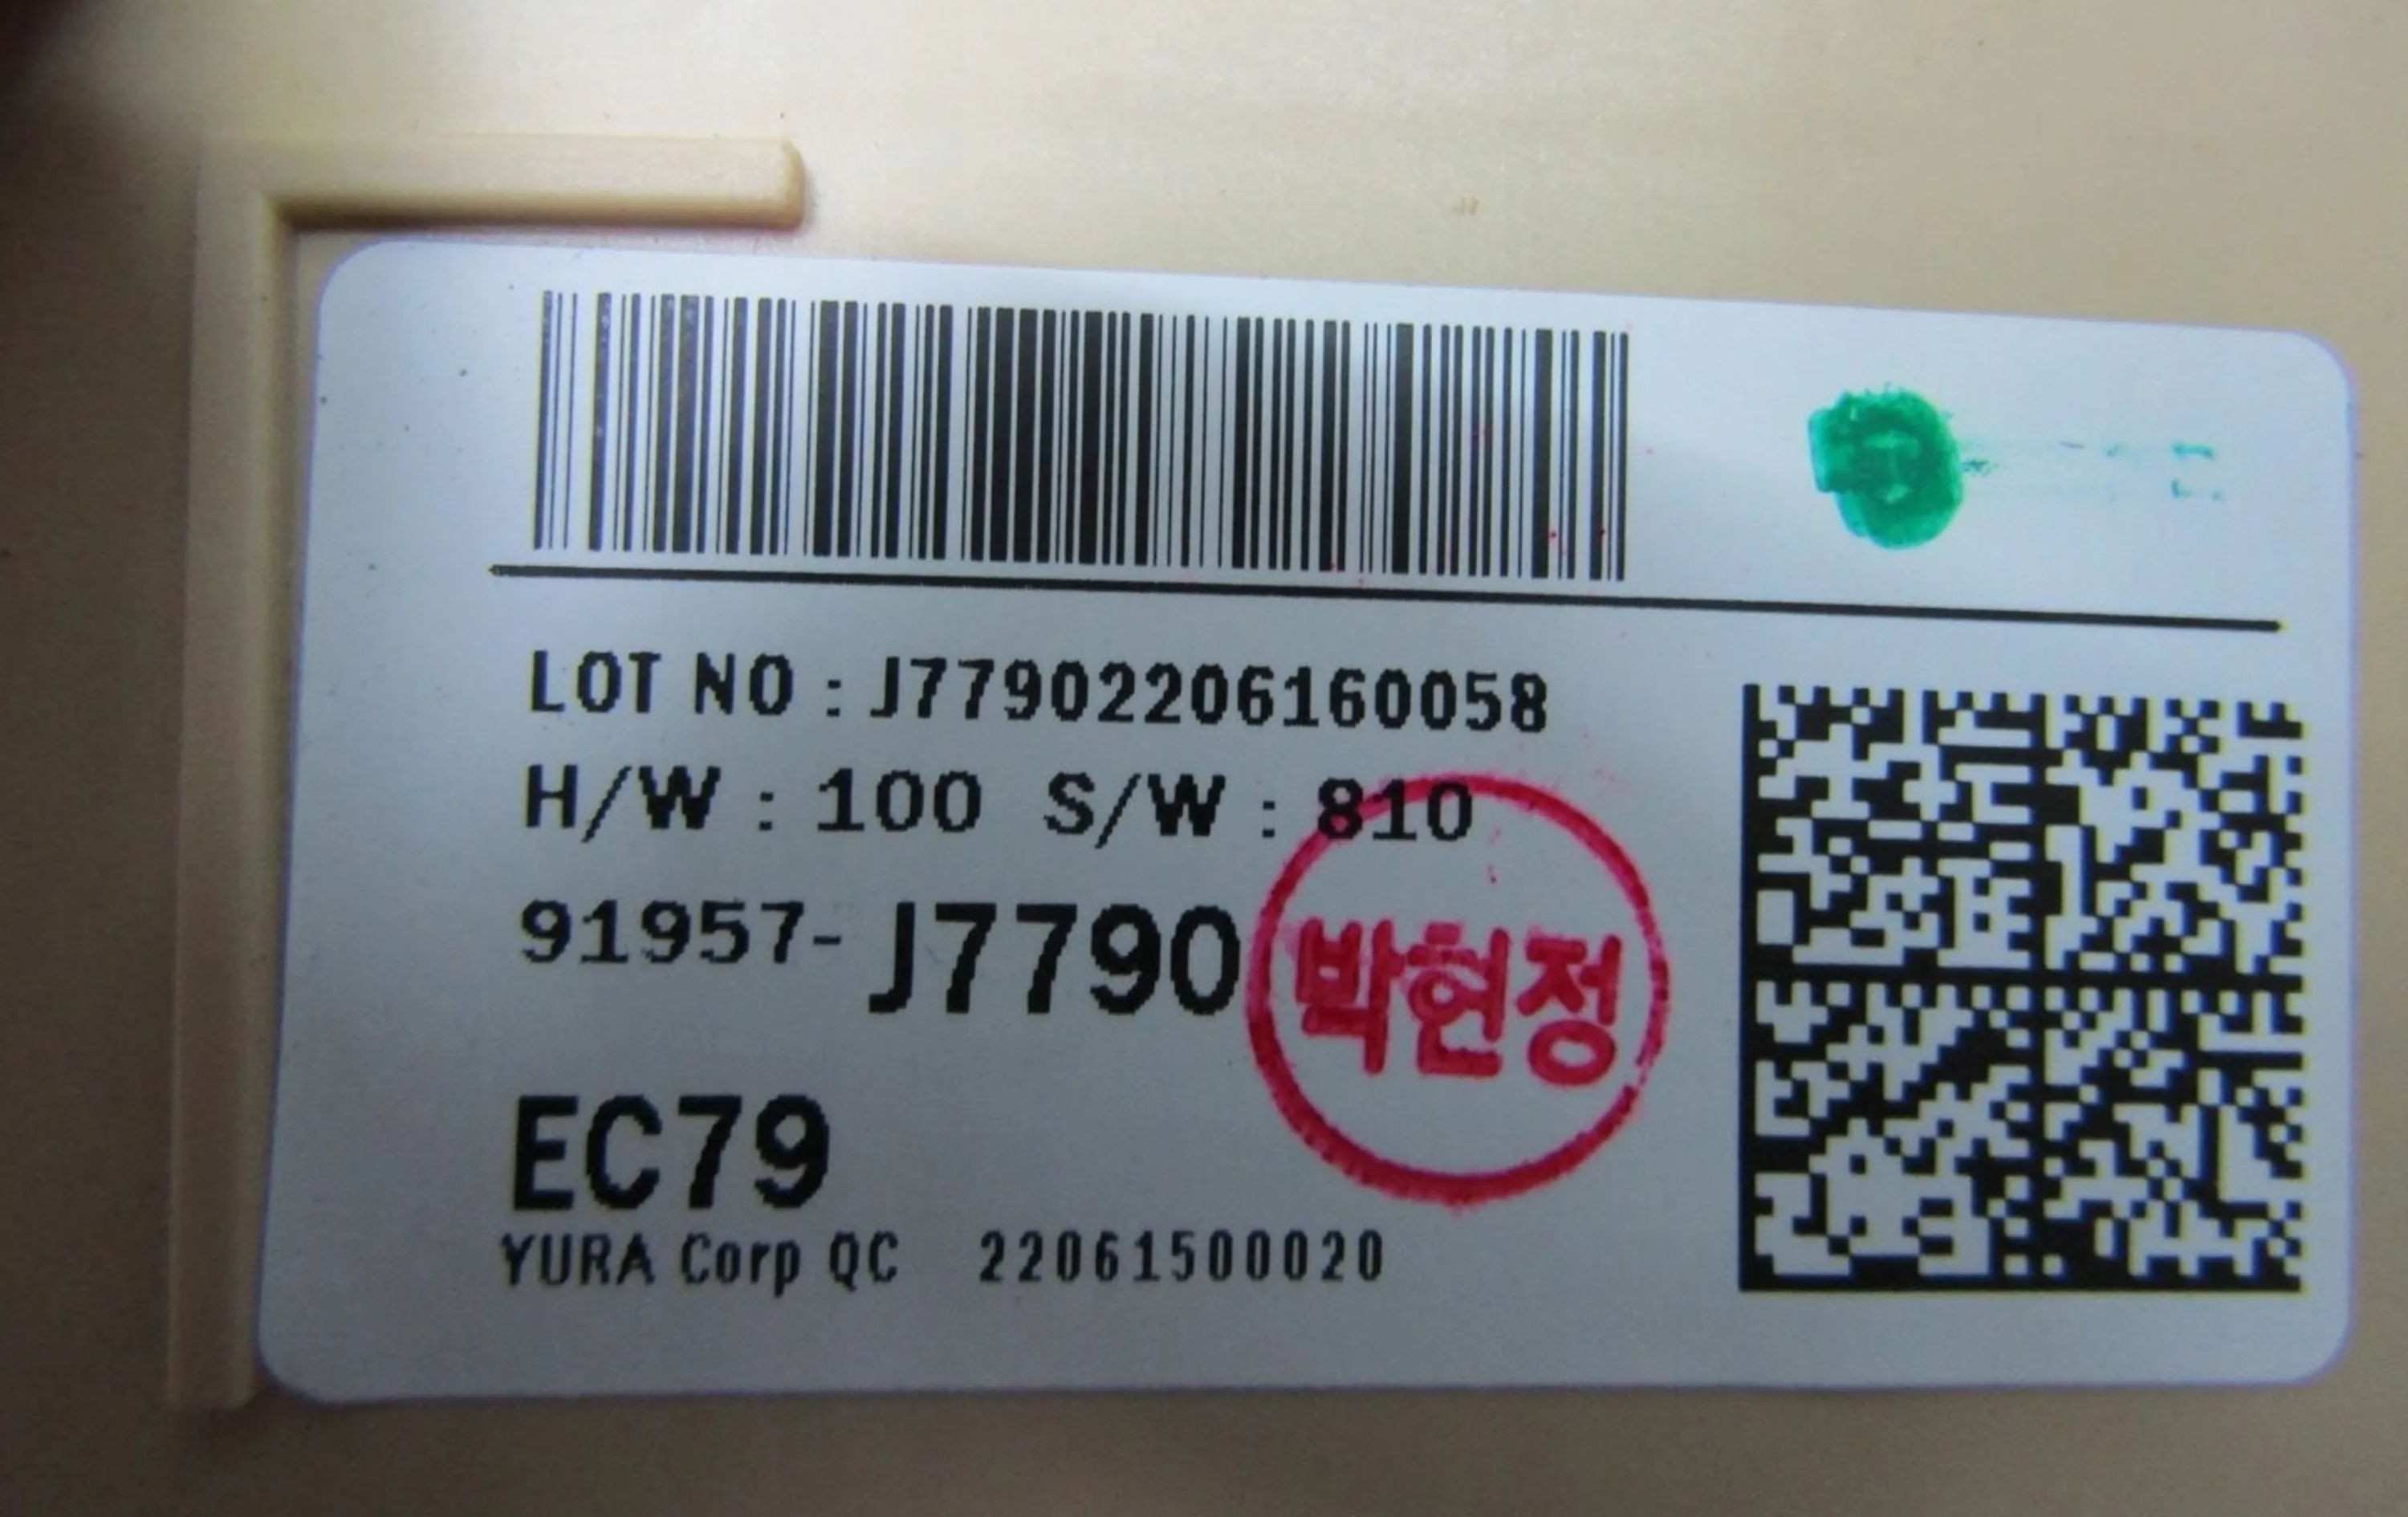 LOT NO : J77902206160058
H/W : 100 S/W : 810
91957- J7790
박현정
EC79
YURA Corp QC 22061500020